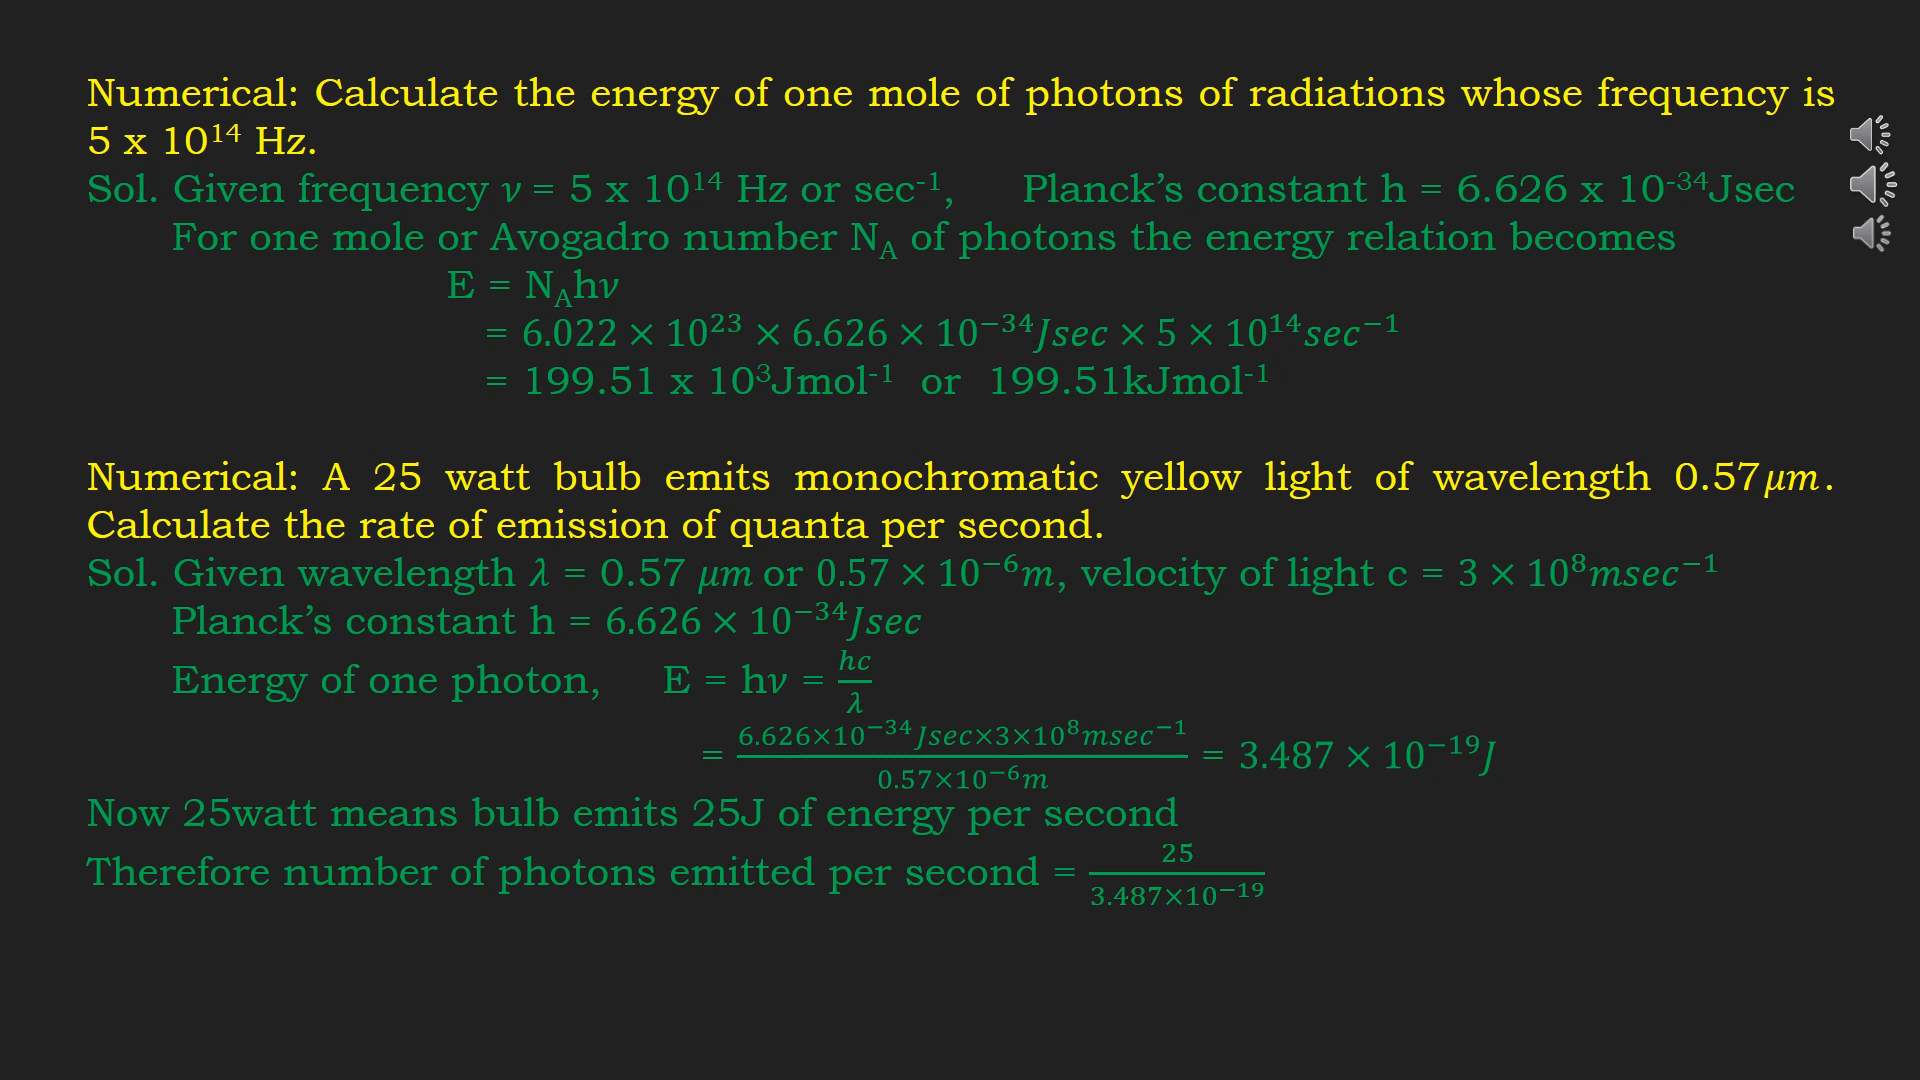 Numerical: Calculate the energy of one mole of photons of radiations whose frequency is
5 x 10¹⁴ Hz.
Sol. Given frequency ν = 5 x 10¹⁴ Hz or sec⁻¹, Planck’s constant h = 6.626 x 10⁻³⁴Jsec
For one mole or Avogadro number N_A of photons the energy relation becomes
E = N_Ahν
= 6.022 × 10²³ × 6.626 × 10⁻³⁴Jsec × 5 × 10¹⁴sec⁻¹
= 199.51 x 10³Jmol⁻¹ or 199.51kJmol⁻¹
Numerical: A 25 watt bulb emits monochromatic yellow light of wavelength 0.57μm.
Calculate the rate of emission of quanta per second.
Sol. Given wavelength λ = 0.57 μm or 0.57 × 10⁻⁶m, velocity of light c = 3 × 10⁸msec⁻¹
Planck’s constant h = 6.626 × 10⁻³⁴Jsec
Energy of one photon, E = hν = hc/λ
= 6.626×10⁻³⁴Jsec×3×10⁸msec⁻¹/0.57×10⁻⁶m = 3.487 × 10⁻¹⁹J
Now 25watt means bulb emits 25J of energy per second
Therefore number of photons emitted per second = 25/3.487×10⁻¹⁹